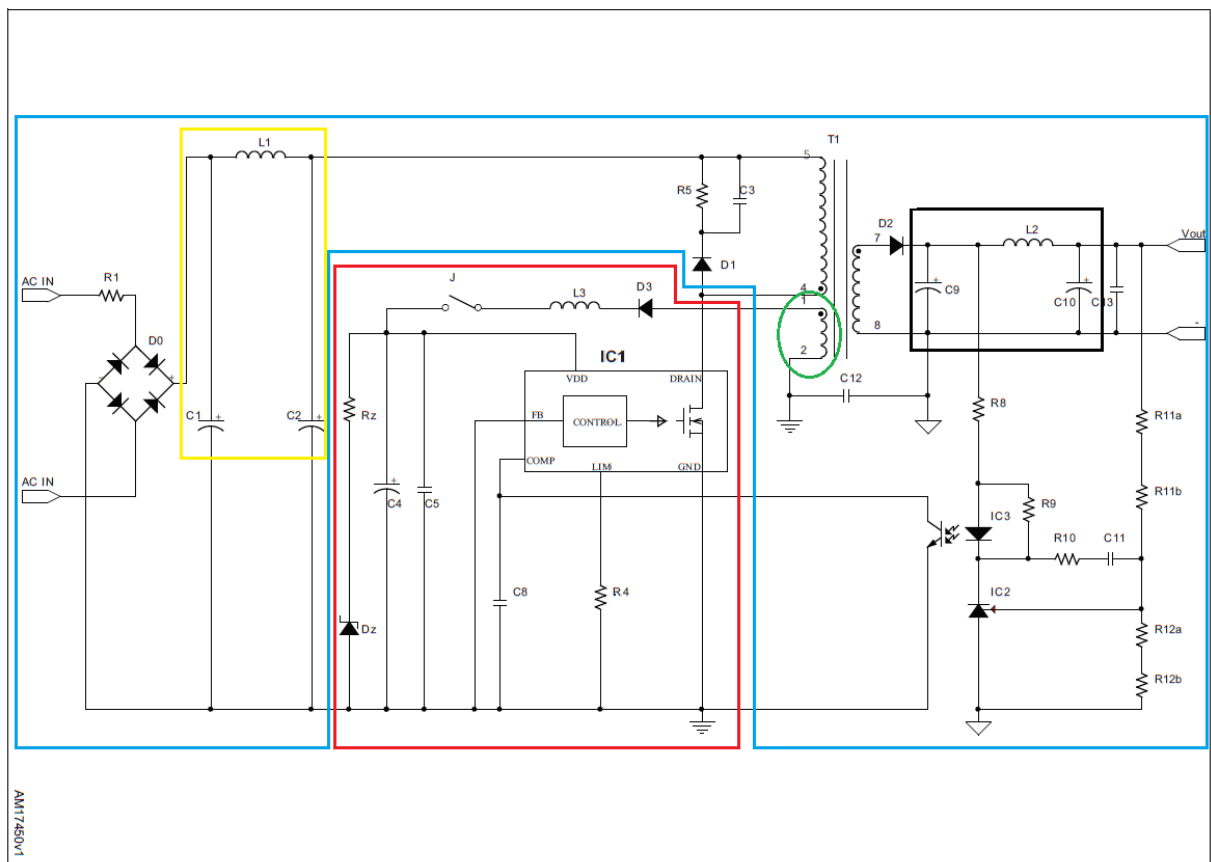 L1
T1
5
R5
C3
D2
7
L2
Vout
D1
AC IN
R1
J
L3
D3
4
1
C9
C10
C13
-
8
D0
-
+
IC1
2
VDD
DRAIN
C12
R8
Rz
FB
CONTROL
R11a
C1
+
C2
+
COMP
LIM
GND
AC IN
C4
+
C5
R11b
IC3
R9
R10
C11
C8
R4
IC2
Dz
R12a
R12b
AM17450v1